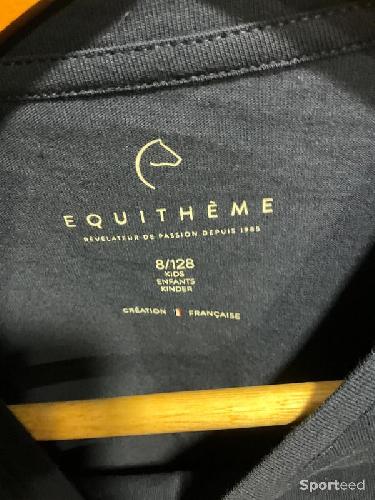 EQUITHÈME
RÉVÉLATEUR DE PASSION DEPUIS 1985
8/128
KIDS
ENFANTS
KINDER
CRÉATION FRANÇAISE
Sporteed